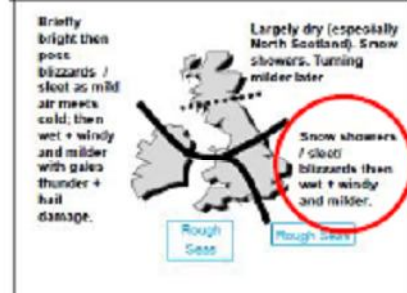 Briefly
bright then
poss
blizzards /
sleet as mild
air meets
cold; then
wet + windy
and milder
with gales
thunder +
hail
damage.
Largely dry (especially
North Scotland). Snow
showers. Turning
milder later
Snow showers
/ sleet/
blizzards then
wet + windy
and milder.
Rough
Seas
Rough Seas